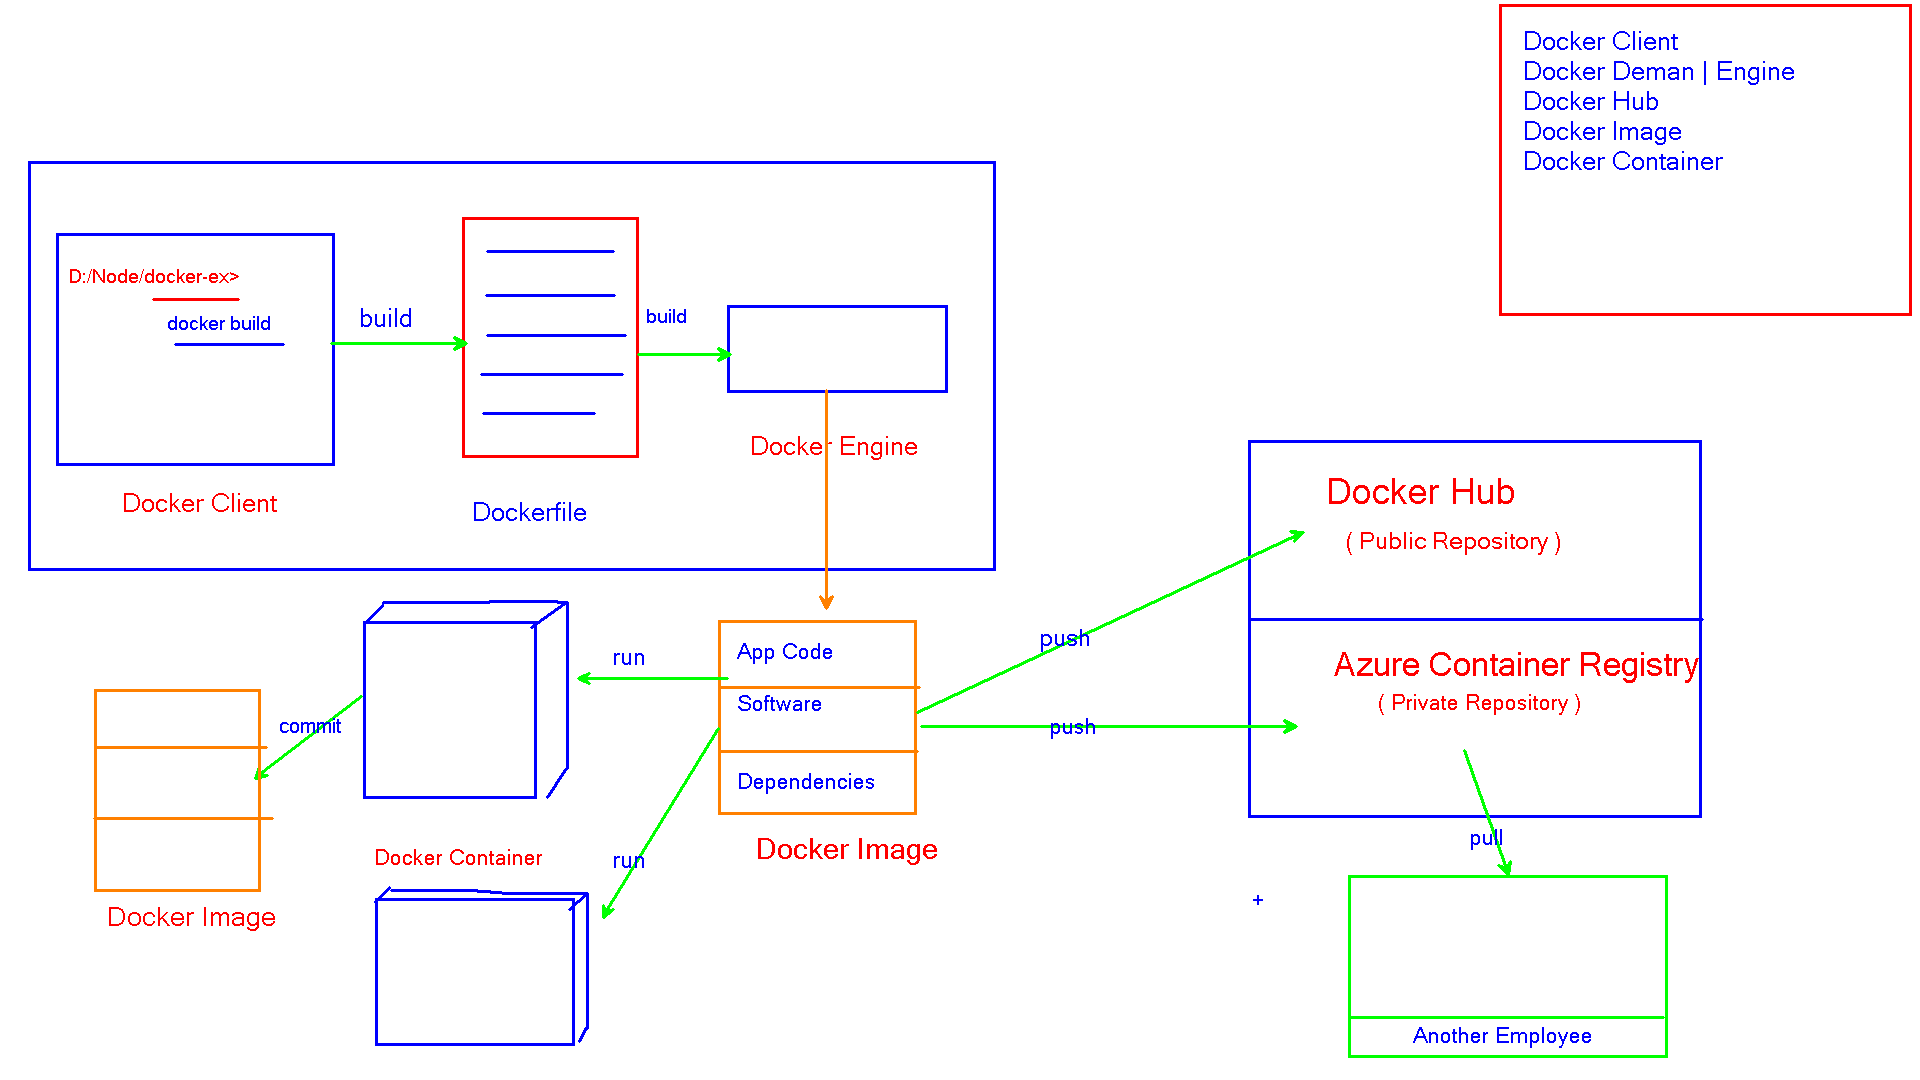 Docker Client
Docker Deman | Engine
Docker Hub
Docker Image
Docker Container
D:/Node/docker-ex>
docker build
build
build
Docker Engine
Docker Client
Dockerfile
Docker Hub
( Public Repository )
push
run
App Code
Azure Container Registry
( Private Repository )
Software
commit
push
Dependencies
pull
Docker Image
Docker Container
run
Docker Image
+
Another Employee